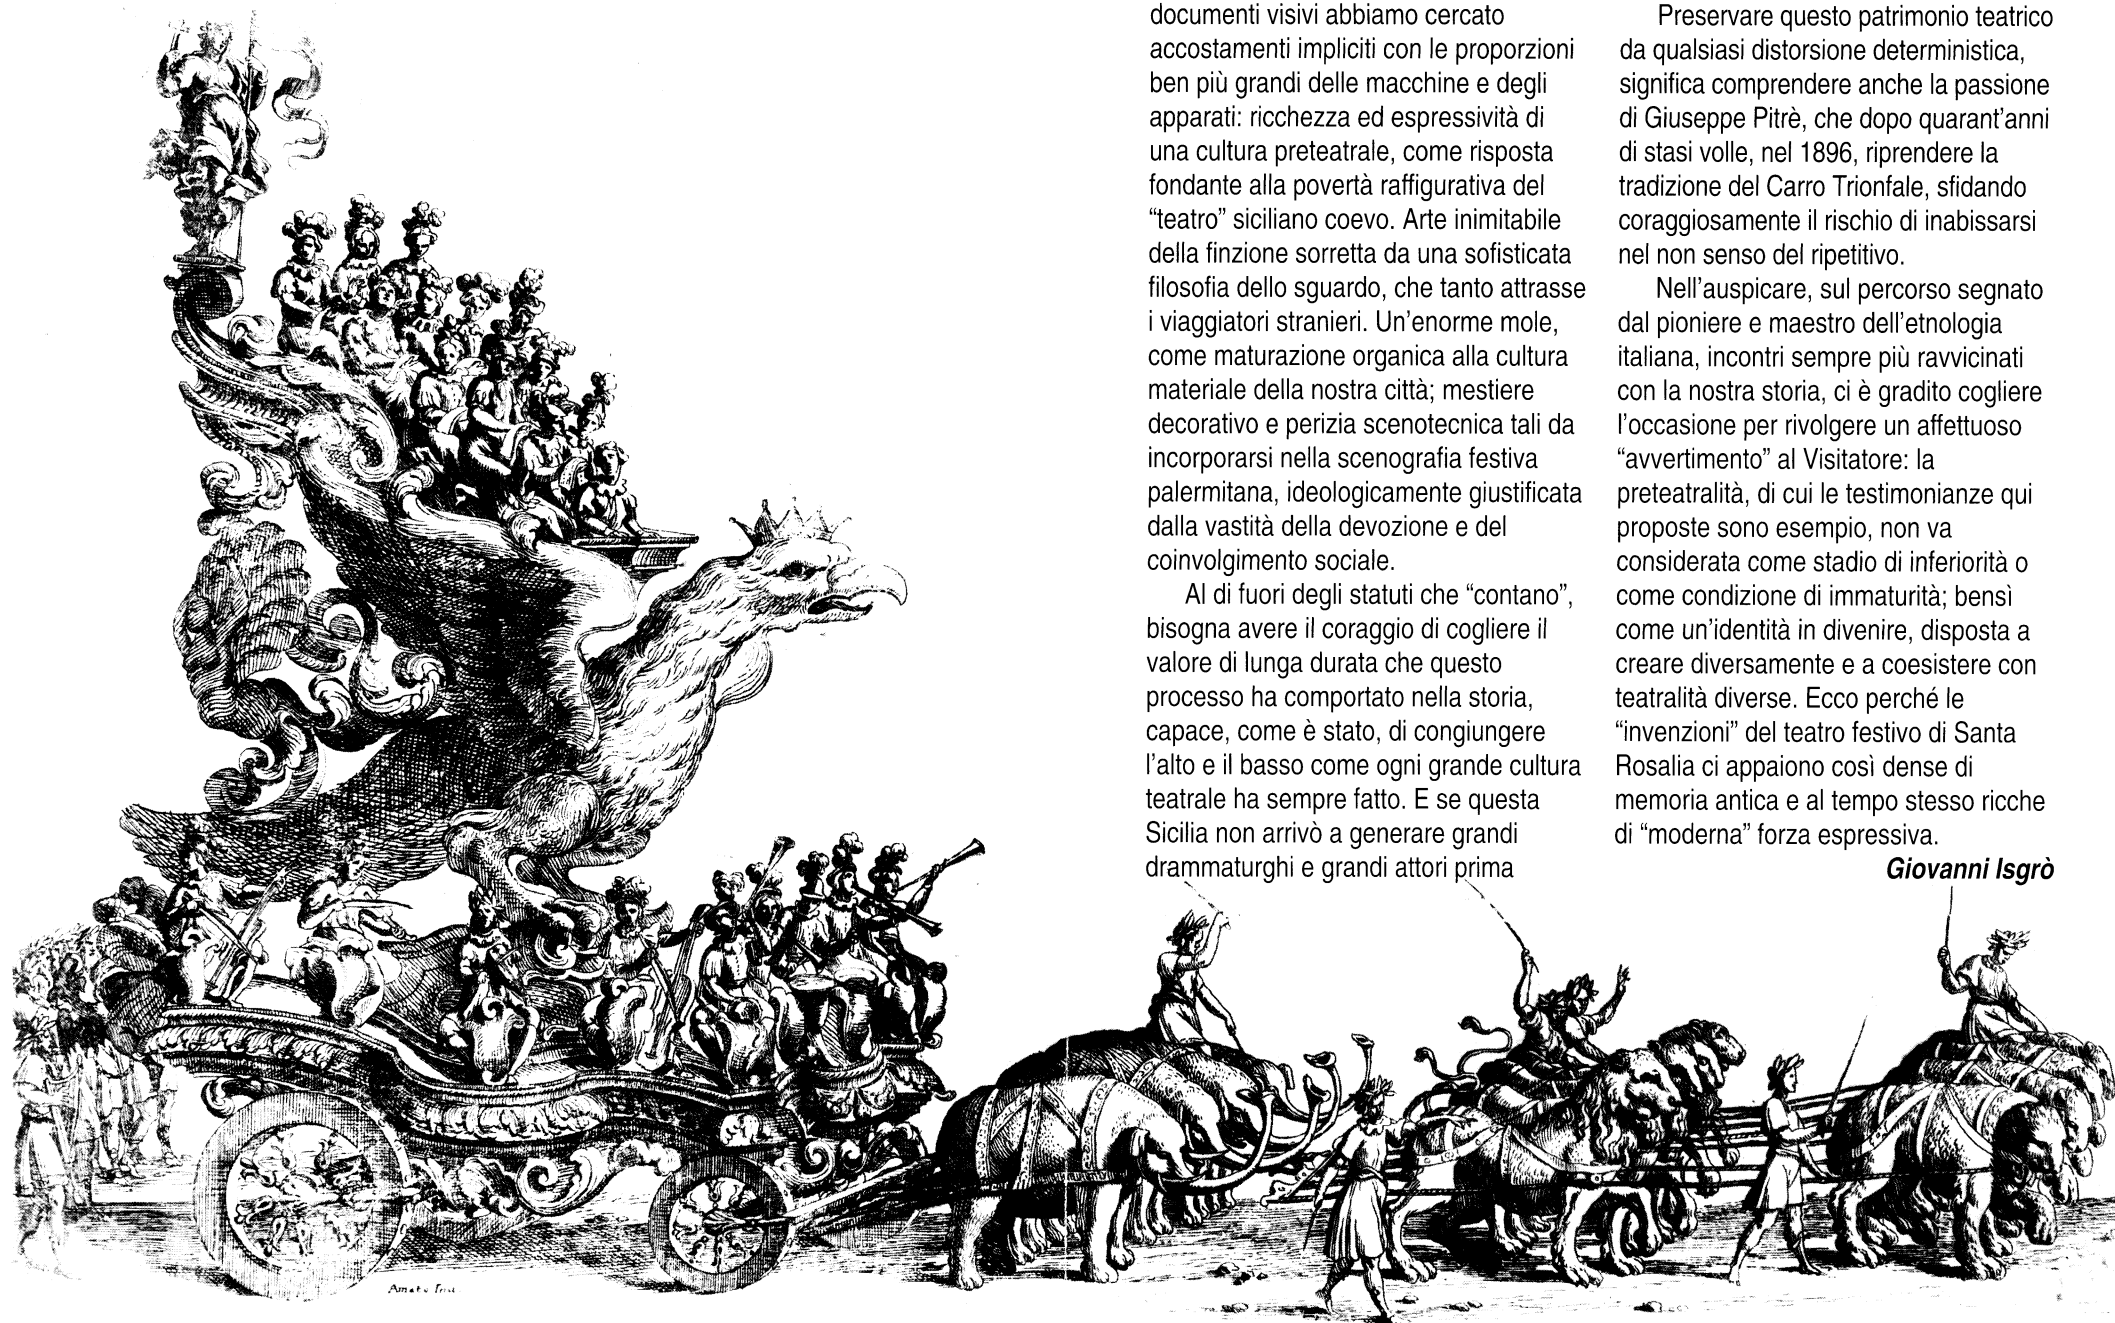 documenti visivi abbiamo cercato
accostamenti impliciti con le proporzioni
ben più grandi delle macchine e degli
apparati: ricchezza ed espressività di
una cultura preteatrale, come risposta
fondante alla povertà raffigurativa del
“teatro” siciliano coevo. Arte inimitabile
della finzione sorretta da una sofisticata
filosofia dello sguardo, che tanto attrasse
i viaggiatori stranieri. Un’enorme mole,
come maturazione organica alla cultura
materiale della nostra città; mestiere
decorativo e perizia scenotecnica tali da
incorporarsi nella scenografia festiva
palermitana, ideologicamente giustificata
dalla vastità della devozione e del
coinvolgimento sociale.
Al di fuori degli statuti che “contano”,
bisogna avere il coraggio di cogliere il
valore di lunga durata che questo
processo ha comportato nella storia,
capace, come è stato, di congiungere
l’alto e il basso come ogni grande cultura
teatrale ha sempre fatto. E se questa
Sicilia non arrivò a generare grandi
drammaturghi e grandi attori prima
Preservare questo patrimonio teatrico
da qualsiasi distorsione deterministica,
significa comprendere anche la passione
di Giuseppe Pitrè, che dopo quarant’anni
di stasi volle, nel 1896, riprendere la
tradizione del Carro Trionfale, sfidando
coraggiosamente il rischio di inabissarsi
nel non senso del ripetitivo.
Nell’auspicare, sul percorso segnato
dal pioniere e maestro dell’etnologia
italiana, incontri sempre più ravvicinati
con la nostra storia, ci è gradito cogliere
l’occasione per rivolgere un affettuoso
“avvertimento” al Visitatore: la
preteatralità, di cui le testimonianze qui
proposte sono esempio, non va
considerata come stadio di inferiorità o
come condizione di immaturità; bensì
come un’identità in divenire, disposta a
creare diversamente e a coesistere con
teatralità diverse. Ecco perché le
“invenzioni” del teatro festivo di Santa
Rosalia ci appaiono così dense di
memoria antica e al tempo stesso ricche
di “moderna” forza espressiva.
Giovanni Isgrò
Amato